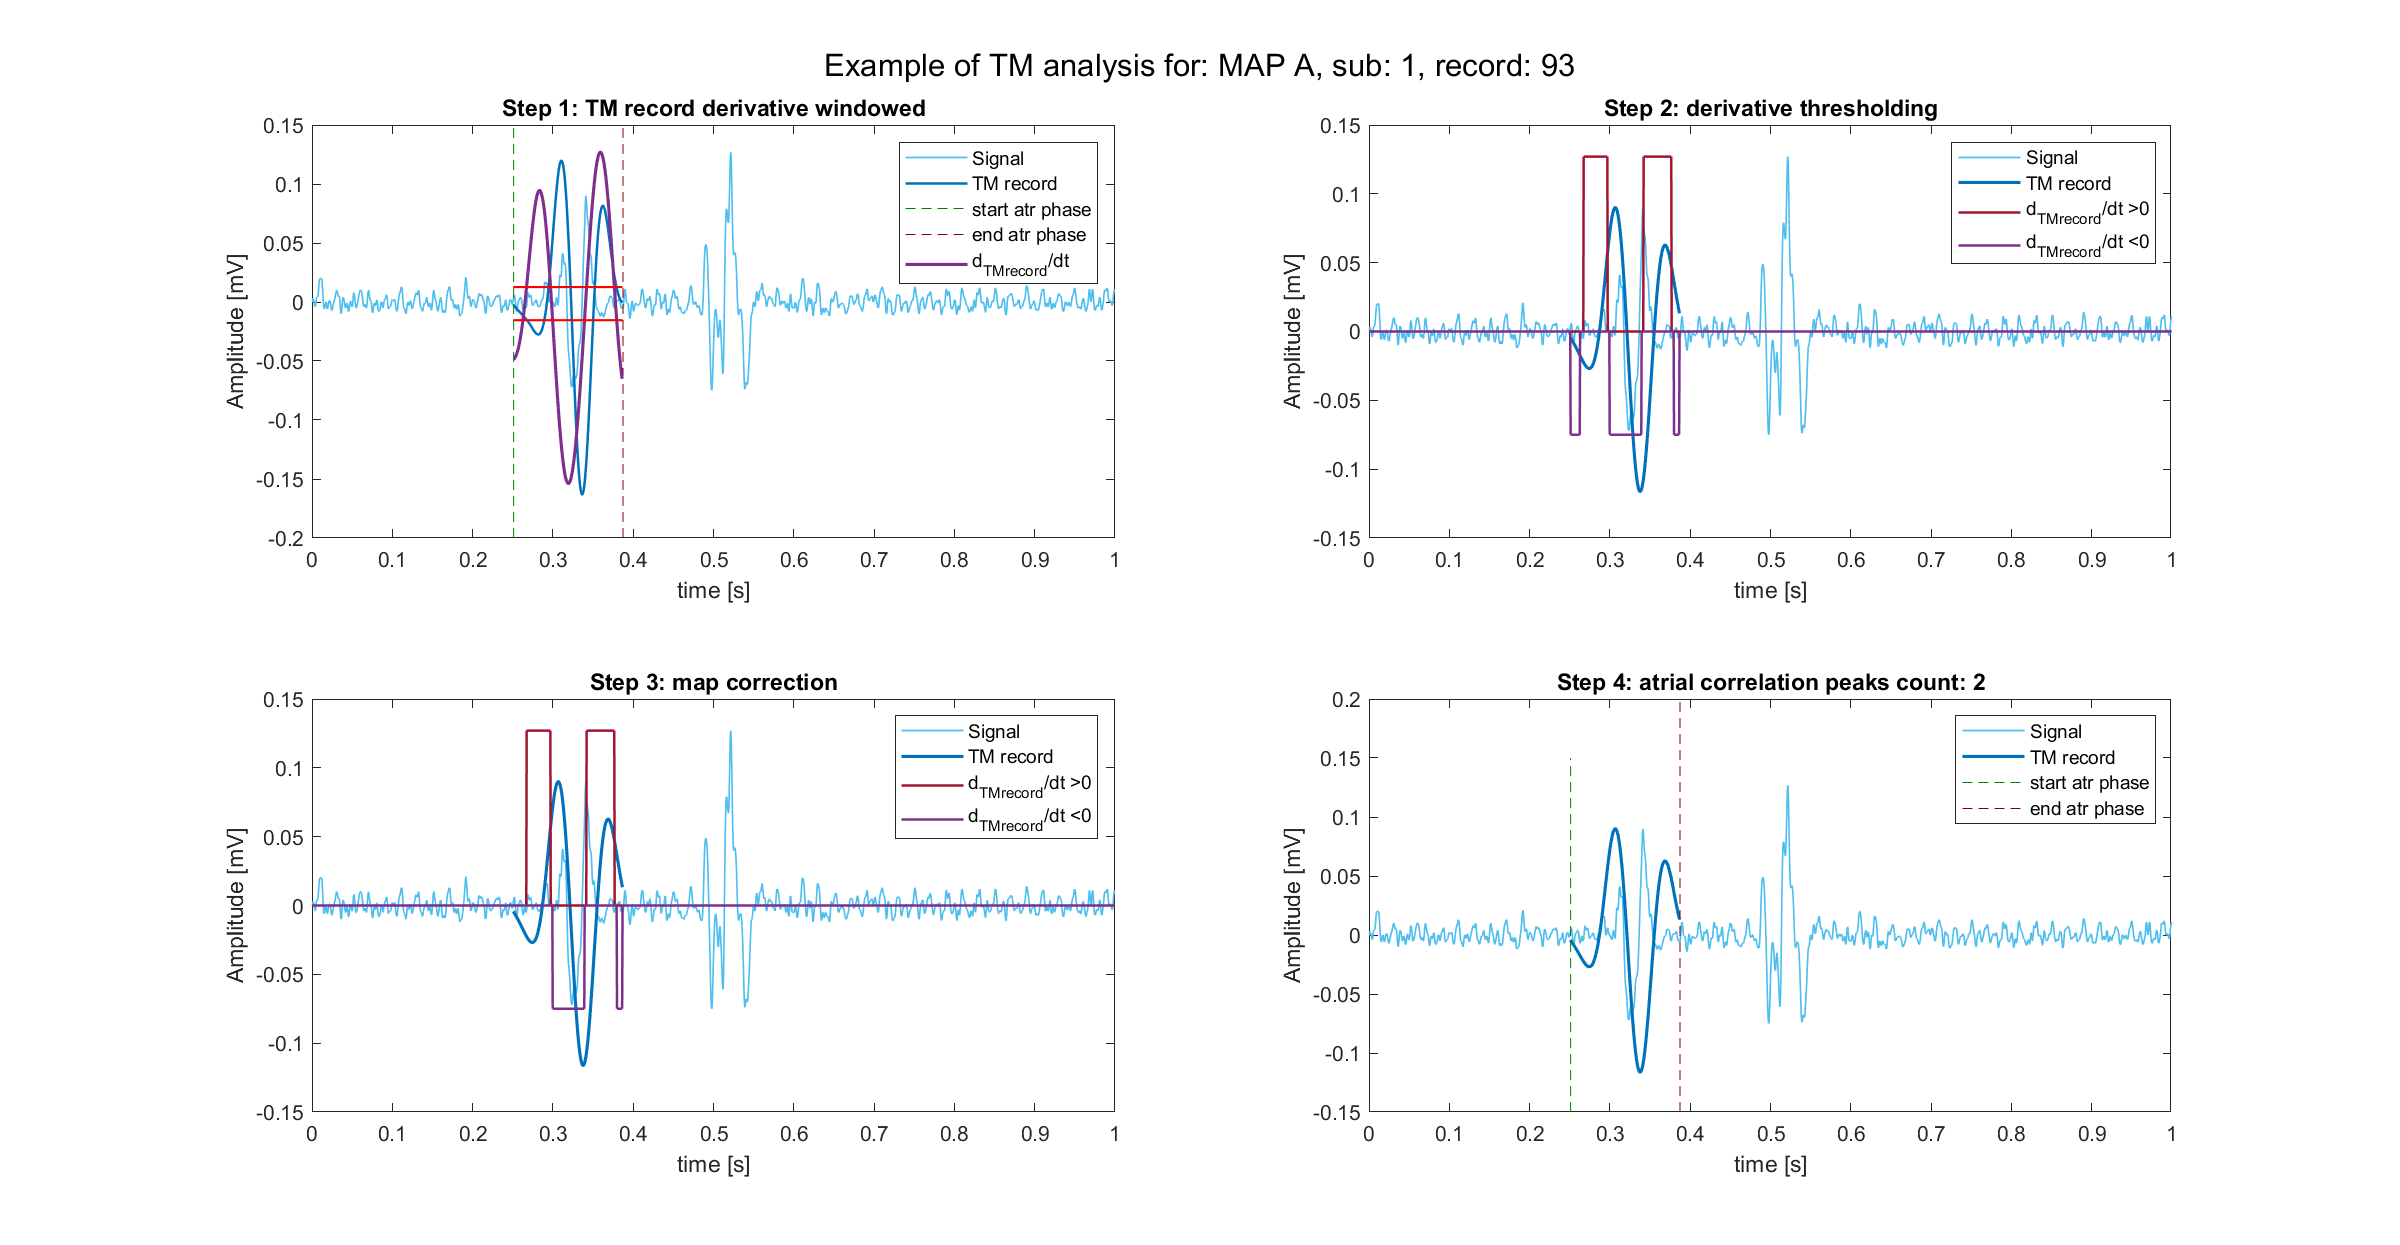 Example of TM analysis for: MAP A, sub: 1, record: 93
Step 1: TM record derivative windowed
0.15
0.1
0.05
0
-0.05
-0.1
-0.15
-0.2
Amplitude [mV]
0 0.1 0.2 0.3 0.4 0.5 0.6 0.7 0.8 0.9 1
time [s]
Signal
TM record
start atr phase
end atr phase
dTMrecord/dt
Step 2: derivative thresholding
0.15
0.1
0.05
0
-0.05
-0.1
-0.15
Amplitude [mV]
0 0.1 0.2 0.3 0.4 0.5 0.6 0.7 0.8 0.9 1
time [s]
Signal
TM record
dTMrecord/dt >0
dTMrecord/dt <0
Step 3: map correction
0.15
0.1
0.05
0
-0.05
-0.1
-0.15
Amplitude [mV]
0 0.1 0.2 0.3 0.4 0.5 0.6 0.7 0.8 0.9 1
time [s]
Signal
TM record
dTMrecord/dt >0
dTMrecord/dt <0
Step 4: atrial correlation peaks count: 2
0.2
0.15
0.1
0.05
0
-0.05
-0.1
-0.15
Amplitude [mV]
0 0.1 0.2 0.3 0.4 0.5 0.6 0.7 0.8 0.9 1
time [s]
Signal
TM record
start atr phase
end atr phase